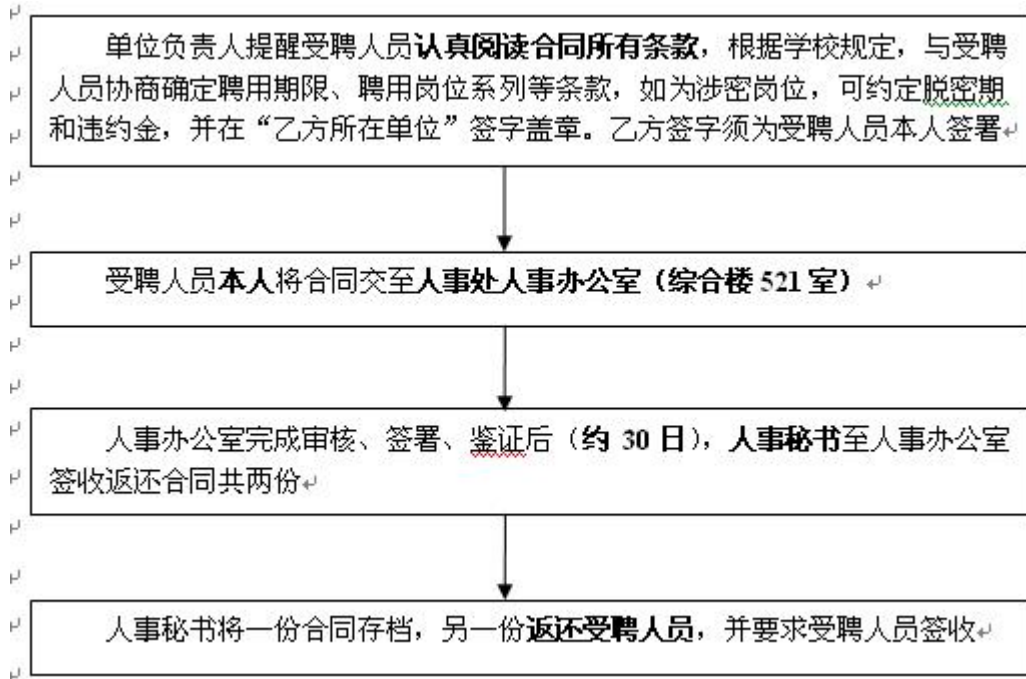 单位负责人提醒受聘人员认真阅读合同所有条款，根据学校规定，与受聘
人员协商确定聘用期限、聘用岗位系列等条款，如为涉密岗位，可约定脱密期
和违约金，并在“乙方所在单位”签字盖章。乙方签字须为受聘人员本人签署
受聘人员本人将合同交至人事处人事办公室（综合楼 521 室）
人事办公室完成审核、签署、鉴证后（约 30 日），人事秘书至人事办公室
签收返还合同共两份
人事秘书将一份合同存档，另一份返还受聘人员，并要求受聘人员签收